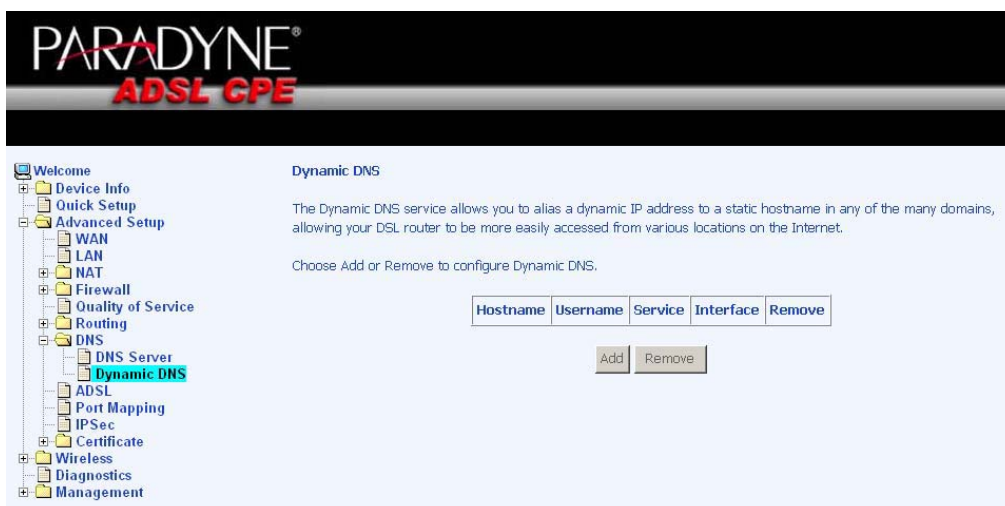 PARADYNE®
ADSL CPE
Welcome
Device Info
Quick Setup
Advanced Setup
WAN
LAN
NAT
Firewall
Quality of Service
Routing
DNS
DNS Server
Dynamic DNS
ADSL
Port Mapping
IPSec
Certificate
Wireless
Diagnostics
Management
Dynamic DNS
The Dynamic DNS service allows you to alias a dynamic IP address to a static hostname in any of the many domains,
allowing your DSL router to be more easily accessed from various locations on the Internet.
Choose Add or Remove to configure Dynamic DNS.
Hostname Username Service Interface Remove
Add Remove